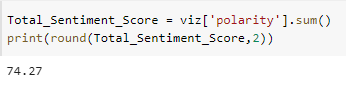 Total_Sentiment_Score = viz['polarity'].sum()
print(round(Total_Sentiment_Score,2))
74.27